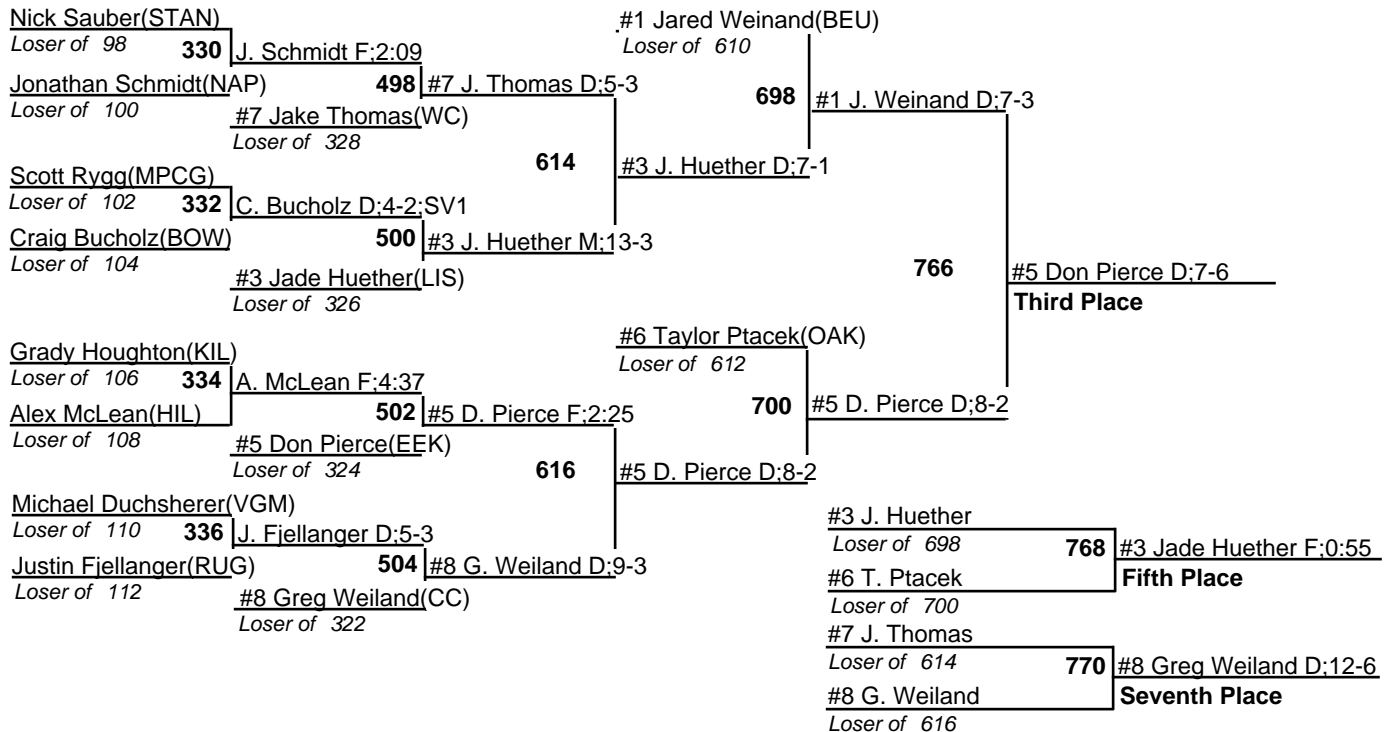 Nick Sauber(STAN)
Loser of 98
330
J. Schmidt F;2:09
Jonathan Schmidt(NAP)
Loser of 100
498
#7 J. Thomas D;5-3
#7 Jake Thomas(WC)
Loser of 328
614
#3 J. Huether D;7-1
Scott Rygg(MPCG)
Loser of 102
332
C. Bucholz D;4-2;SV1
Craig Bucholz(BOW)
Loser of 104
500
#3 J. Huether M;13-3
#3 Jade Huether(LIS)
Loser of 326
#1 Jared Weinand(BEU)
Loser of 610
698
#1 J. Weinand D;7-3
766
#5 Don Pierce D;7-6
Third Place
Grady Houghton(KIL)
Loser of 106
334
A. McLean F;4:37
Alex McLean(HIL)
Loser of 108
502
#5 D. Pierce F;2:25
#5 Don Pierce(EEK)
Loser of 324
616
#5 D. Pierce D;8-2
Michael Duchsherer(VGM)
Loser of 110
336
J. Fjellanger D;5-3
Justin Fjellanger(RUG)
Loser of 112
504
#8 G. Weiland D;9-3
#8 Greg Weiland(CC)
Loser of 322
#6 Taylor Ptacek(OAK)
Loser of 612
700
#5 D. Pierce D;8-2
#3 J. Huether
Loser of 698
768
#3 Jade Huether F;0:55
Fifth Place
#6 T. Ptacek
Loser of 700
#7 J. Thomas
Loser of 614
770
#8 Greg Weiland D;12-6
Seventh Place
#8 G. Weiland
Loser of 616